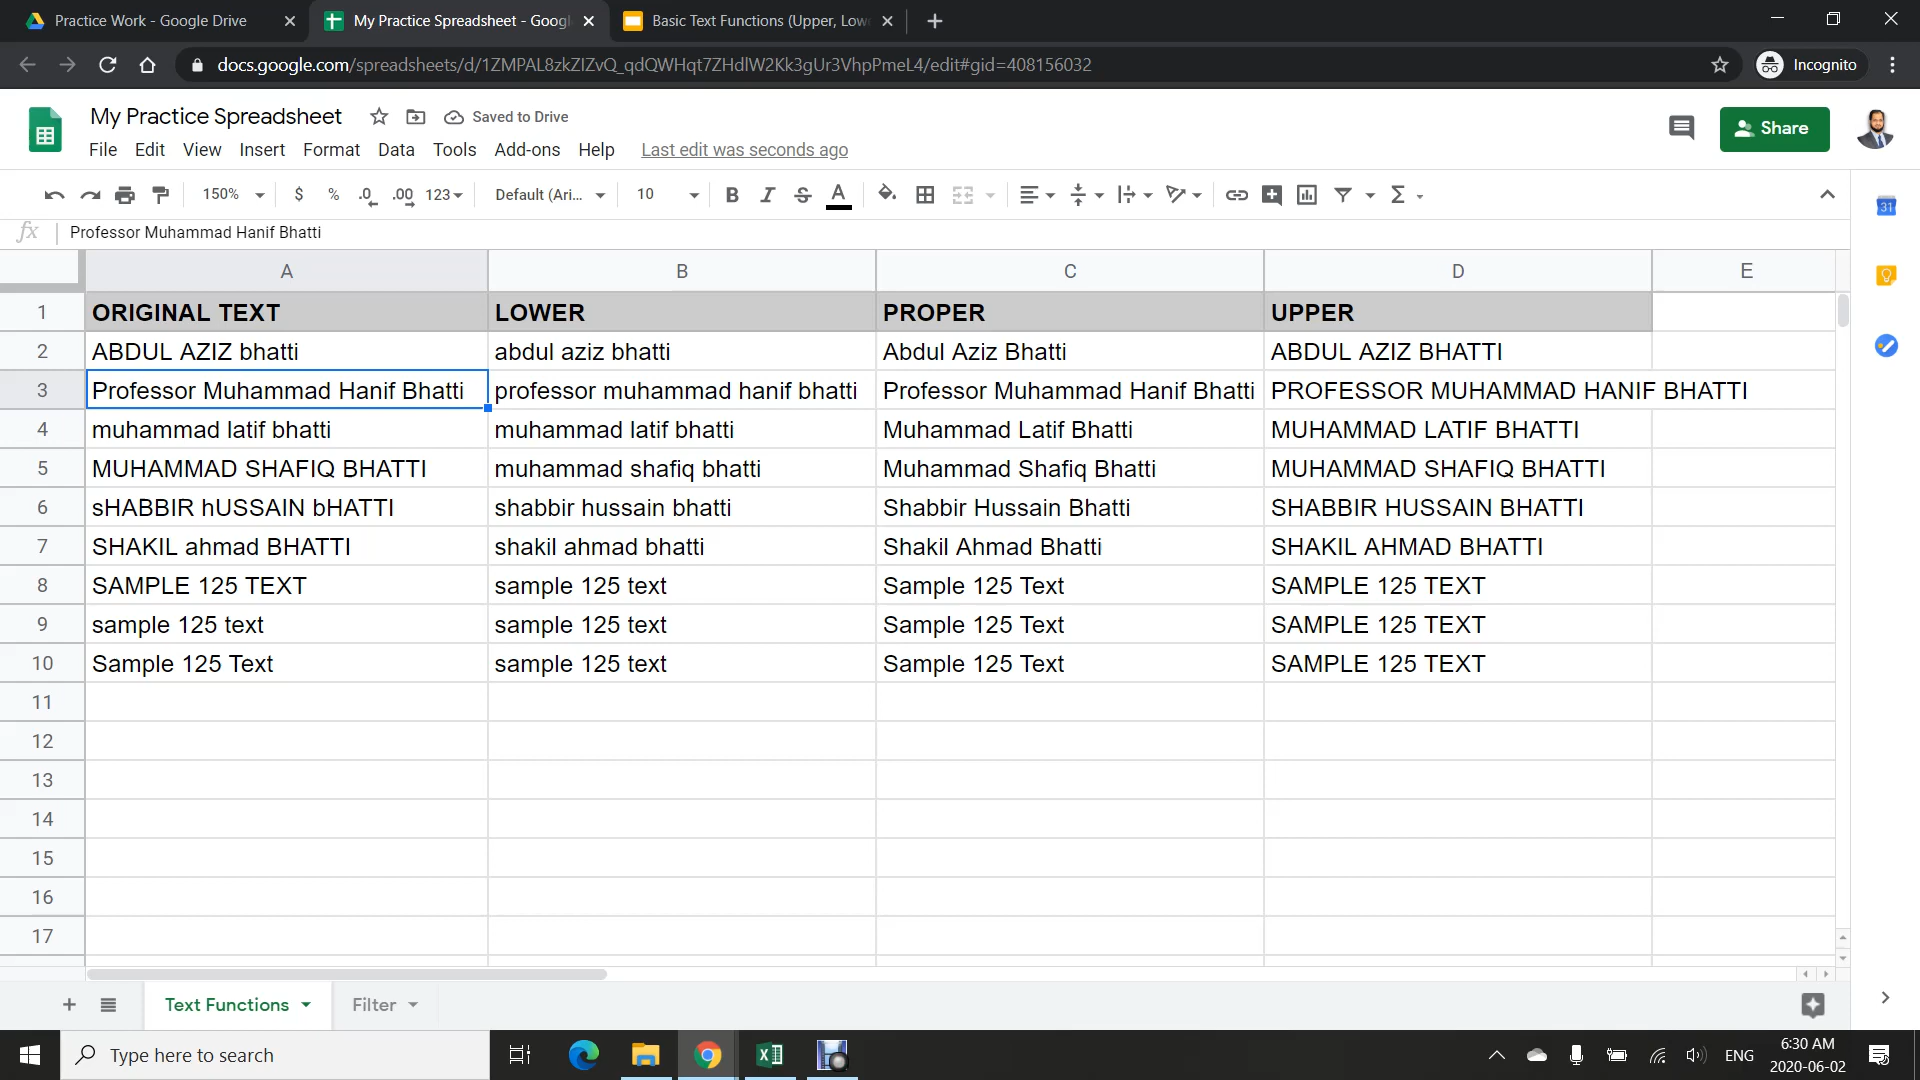 Practice Work - Google Drive
My Practice Spreadsheet - Googl
Basic Text Functions (Upper, Low
docs.google.com/spreadsheets/d/1ZMPAL8zkZIZvQ_qdQWHqt7ZHdlW2Kk3gUr3VhpPmeL4/edit#gid=408156032
Incognito
My Practice Spreadsheet
Saved to Drive
Share
File Edit View Insert Format Data Tools Add-ons Help Last edit was seconds ago
150% $ % .0 .00 123 Default (Ari... 10 B I S A Σ
31
fx Professor Muhammad Hanif Bhatti
A B C D E
1 ORIGINAL TEXT LOWER PROPER UPPER
2 ABDUL AZIZ bhatti abdul aziz bhatti Abdul Aziz Bhatti ABDUL AZIZ BHATTI
3 Professor Muhammad Hanif Bhatti professor muhammad hanif bhatti Professor Muhammad Hanif Bhatti PROFESSOR MUHAMMAD HANIF BHATTI
4 muhammad latif bhatti muhammad latif bhatti Muhammad Latif Bhatti MUHAMMAD LATIF BHATTI
5 MUHAMMAD SHAFIQ BHATTI muhammad shafiq bhatti Muhammad Shafiq Bhatti MUHAMMAD SHAFIQ BHATTI
6 sHABBIR hUSSAIN bHATTI shabbir hussain bhatti Shabbir Hussain Bhatti SHABBIR HUSSAIN BHATTI
7 SHAKIL ahmad BHATTI shakil ahmad bhatti Shakil Ahmad Bhatti SHAKIL AHMAD BHATTI
8 SAMPLE 125 TEXT sample 125 text Sample 125 Text SAMPLE 125 TEXT
9 sample 125 text sample 125 text Sample 125 Text SAMPLE 125 TEXT
10 Sample 125 Text sample 125 text Sample 125 Text SAMPLE 125 TEXT
11
12
13
14
15
16
17
Text Functions Filter
Type here to search
ENG
6:30 AM
2020-06-02